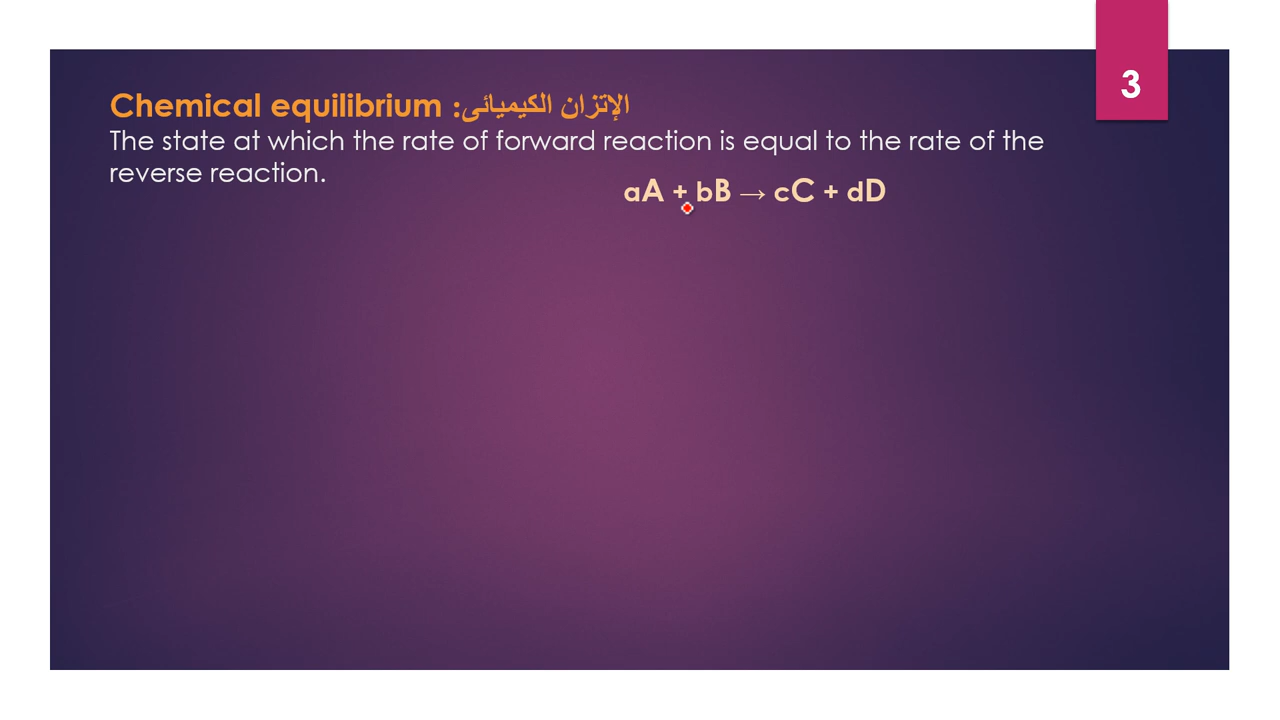 3
Chemical equilibrium :الإتزان الكيميائى
The state at which the rate of forward reaction is equal to the rate of the
reverse reaction.
aA + bB → cC + dD